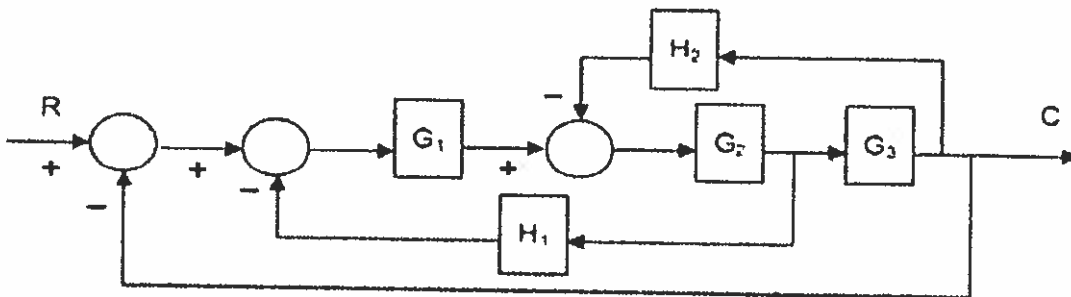 H₂
R
−
C
G₁
G₂
G₃
+
+
+
−
−
H₁